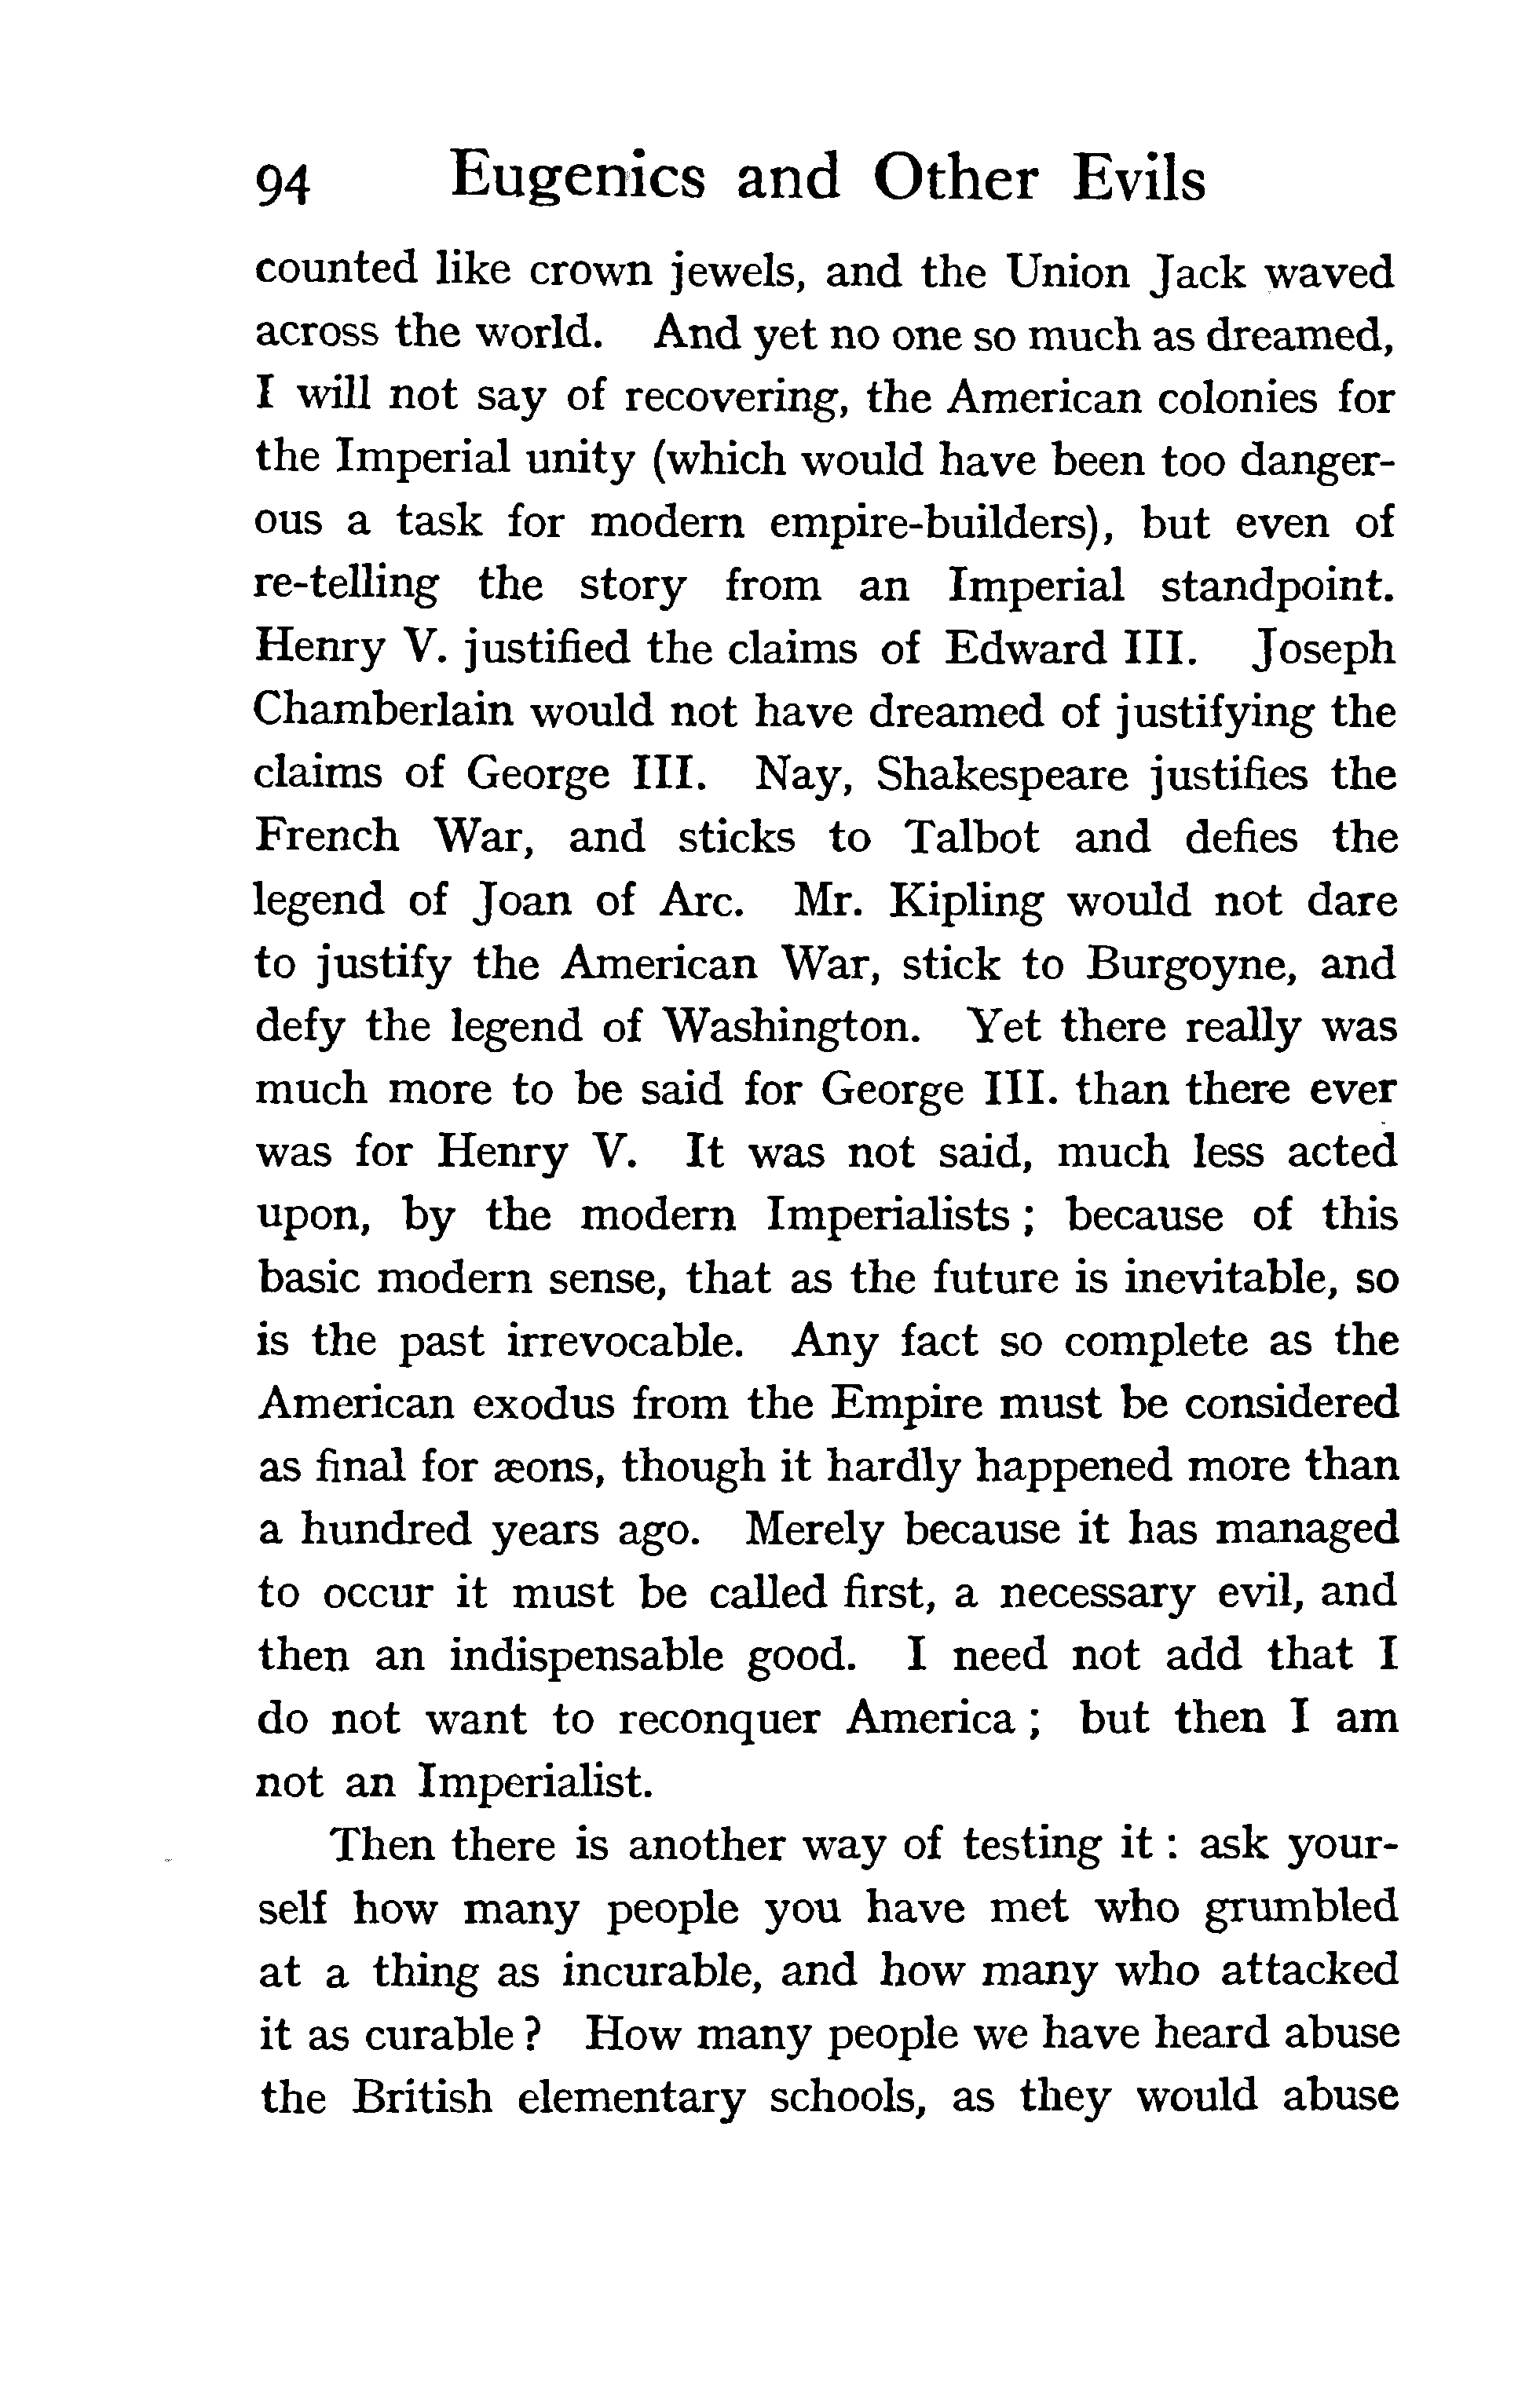 94 Eugenics and Other Evils
counted like crown jewels, and the Union Jack waved
across the world. And yet no one so much as dreamed,
I will not say of recovering, the American colonies for
the Imperial unity (which would have been too danger-
ous a task for modern empire-builders), but even of
re-telling the story from an Imperial standpoint.
Henry V. justified the claims of Edward III. Joseph
Chamberlain would not have dreamed of justifying the
claims of George III. Nay, Shakespeare justifies the
French War, and sticks to Talbot and defies the
legend of Joan of Arc. Mr. Kipling would not dare
to justify the American War, stick to Burgoyne, and
defy the legend of Washington. Yet there really was
much more to be said for George III. than there ever
was for Henry V. It was not said, much less acted
upon, by the modern Imperialists; because of this
basic modern sense, that as the future is inevitable, so
is the past irrevocable. Any fact so complete as the
American exodus from the Empire must be considered
as final for æons, though it hardly happened more than
a hundred years ago. Merely because it has managed
to occur it must be called first, a necessary evil, and
then an indispensable good. I need not add that I
do not want to reconquer America; but then I am
not an Imperialist.
Then there is another way of testing it: ask your-
self how many people you have met who grumbled
at a thing as incurable, and how many who attacked
it as curable? How many people we have heard abuse
the British elementary schools, as they would abuse